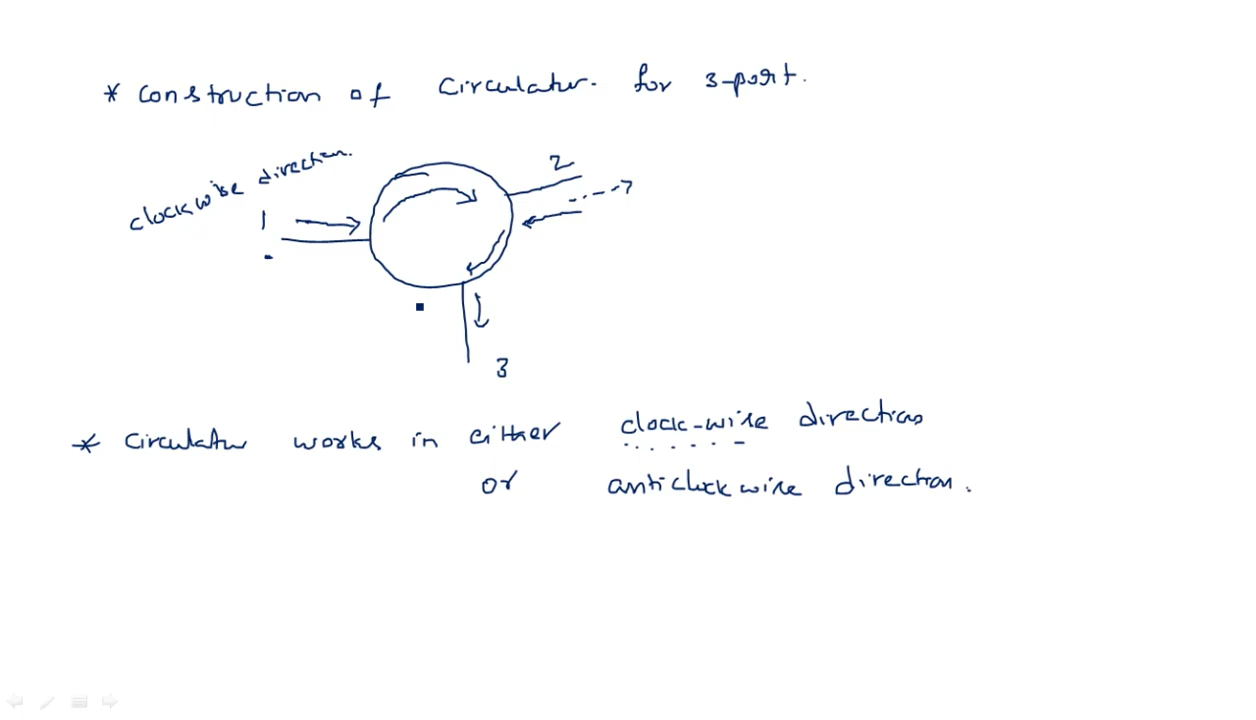 * Construction of Circulator. for 3-port.
clockwise direction.
2
1
3
* Circulator works in either clock-wise direction
or anticlockwise direction.